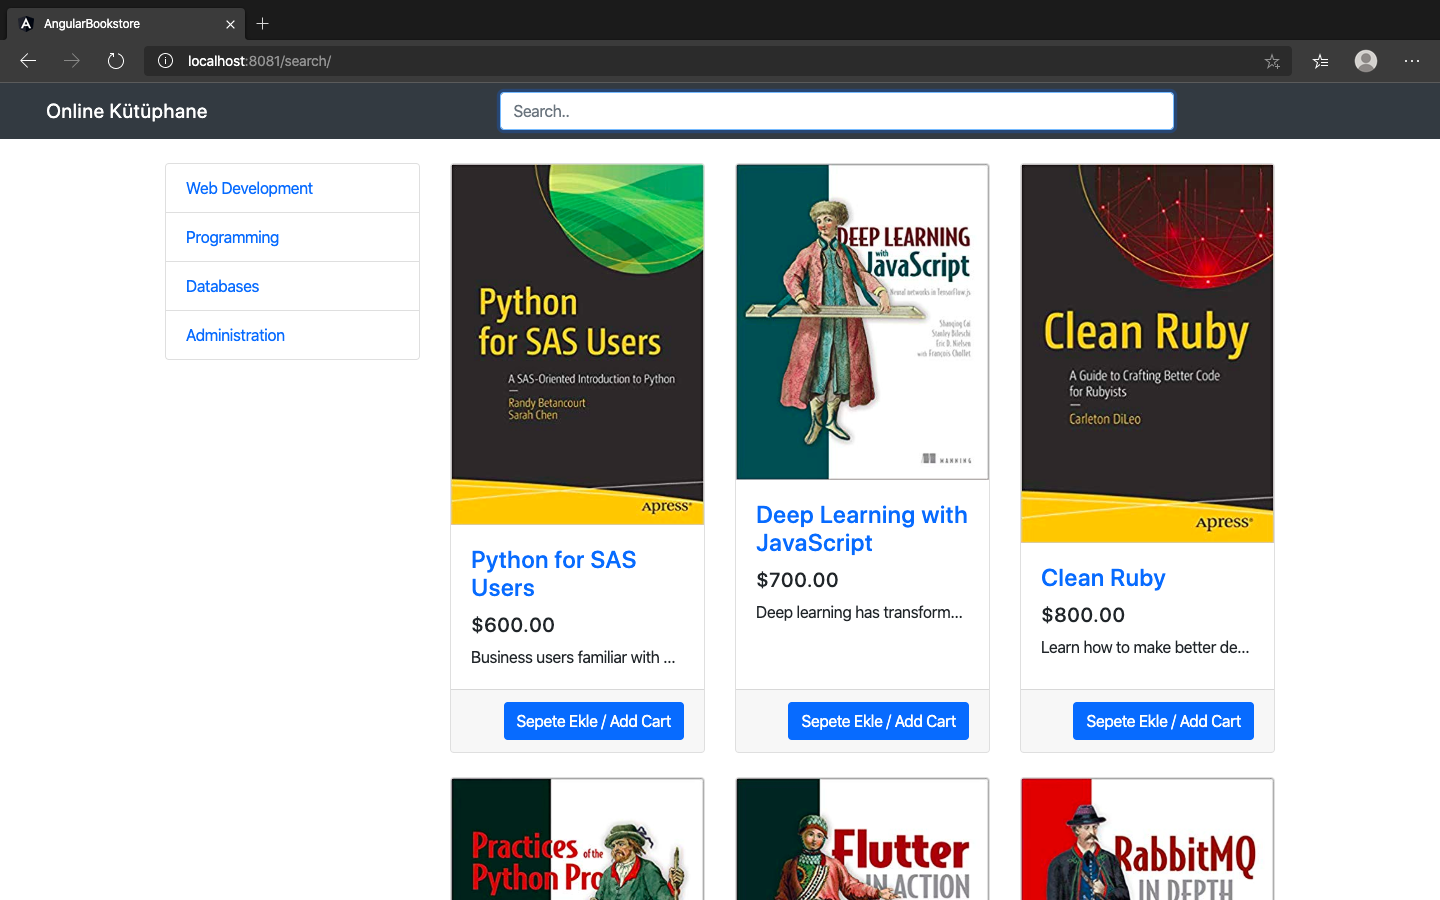 AngularBookstore
localhost:8081/search/
Online Kütüphane
Search..
Web Development
Programming
Databases
Administration
Python
for SAS Users
A SAS-Oriented Introduction to Python
Randy Betancourt
Sarah Chen
Apress®
Python for SAS
Users
$600.00
Business users familiar with ...
Sepete Ekle / Add Cart
DEEP LEARNING
with
JavaScript
Neural networks in TensorFlow.js
Shanqing Cai
Stanley Bileschi
Eric D. Nielsen
with François Chollet
MANNING
Deep Learning with
JavaScript
$700.00
Deep learning has transform...
Sepete Ekle / Add Cart
Clean Ruby
A Guide to Crafting Better Code
for Rubyists
Carleton DiLeo
Apress®
Clean Ruby
$800.00
Learn how to make better de...
Sepete Ekle / Add Cart
Practices of the
Python Pro
Flutter
IN ACTION
RabbitMQ
IN DEPTH